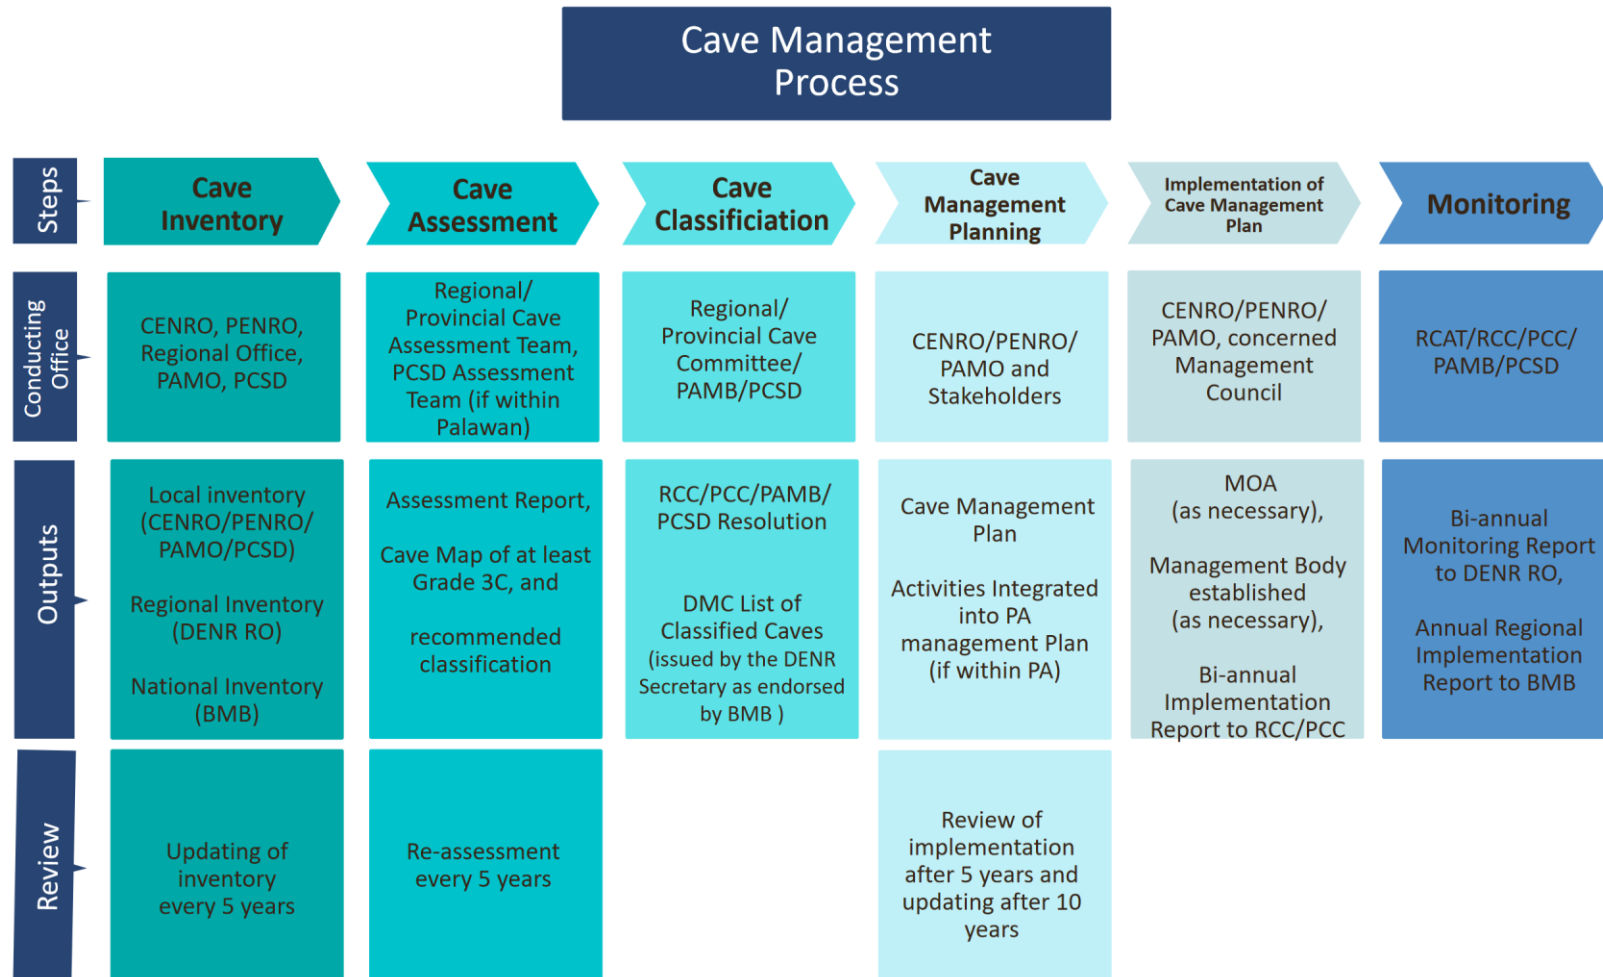 Cave Management
Process
Steps
Cave
Inventory
Cave
Assessment
Cave
Classificiation
Cave
Management
Planning
Implementation of
Cave Management
Plan
Monitoring
Conducting
Office
CENRO, PENRO,
Regional Office,
PAMO, PCSD
Regional/
Provincial Cave
Assessment Team,
PCSD Assessment
Team (if within
Palawan)
Regional/
Provincial Cave
Committee/
PAMB/PCSD
CENRO/PENRO/
PAMO and
Stakeholders
CENRO/PENRO/
PAMO, concerned
Management
Council
RCAT/RCC/PCC/
PAMB/PCSD
Outputs
Local inventory
(CENRO/PENRO/
PAMO/PCSD)
Regional Inventory
(DENR RO)
National Inventory
(BMB)
Assessment Report,
Cave Map of at least
Grade 3C, and
recommended
classification
RCC/PCC/PAMB/
PCSD Resolution
DMC List of
Classified Caves
(issued by the DENR
Secretary as endorsed
by BMB )
Cave Management
Plan
Activities Integrated
into PA
management Plan
(if within PA)
MOA
(as necessary),
Management Body
established
(as necessary),
Bi-annual
Implementation
Report to RCC/PCC
Bi-annual
Monitoring Report
to DENR RO,
Annual Regional
Implementation
Report to BMB
Review
Updating of
inventory
every 5 years
Re-assessment
every 5 years
Review of
implementation
after 5 years and
updating after 10
years